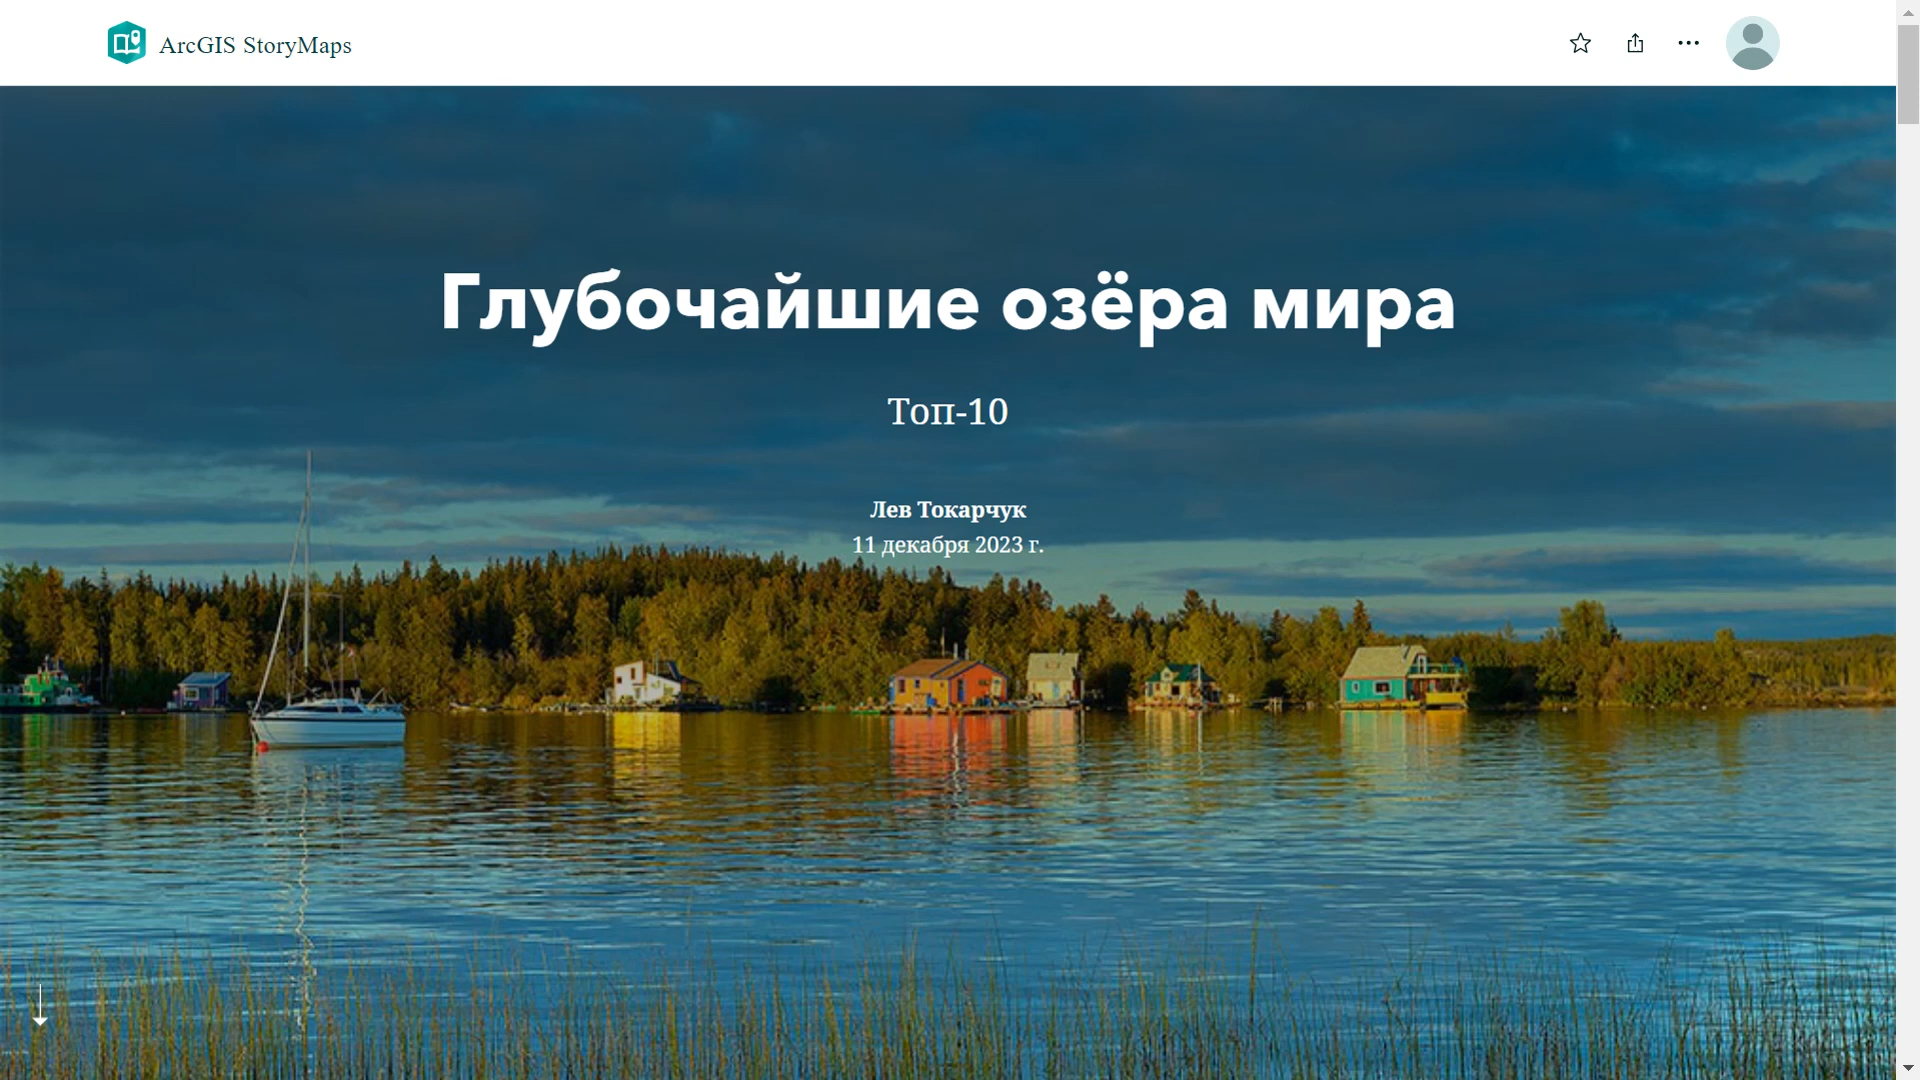 ArcGIS StoryMaps
Глубочайшие озёра мира
Топ-10
Лев Токарчук
11 декабря 2023 г.